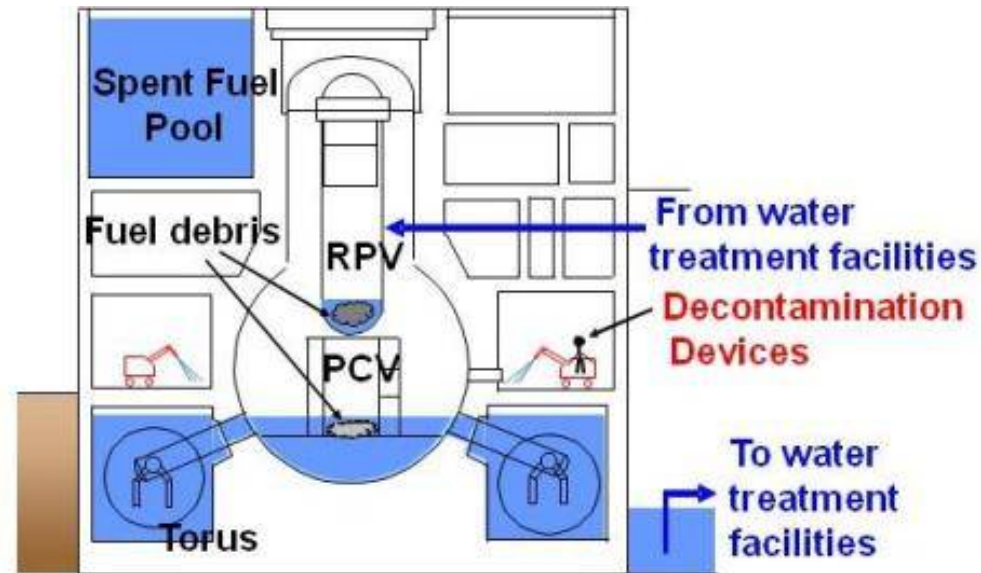 Spent Fuel
Pool
Fuel debris
RPV
From water
treatment facilities
Decontamination
Devices
PCV
To water
treatment
facilities
Torus